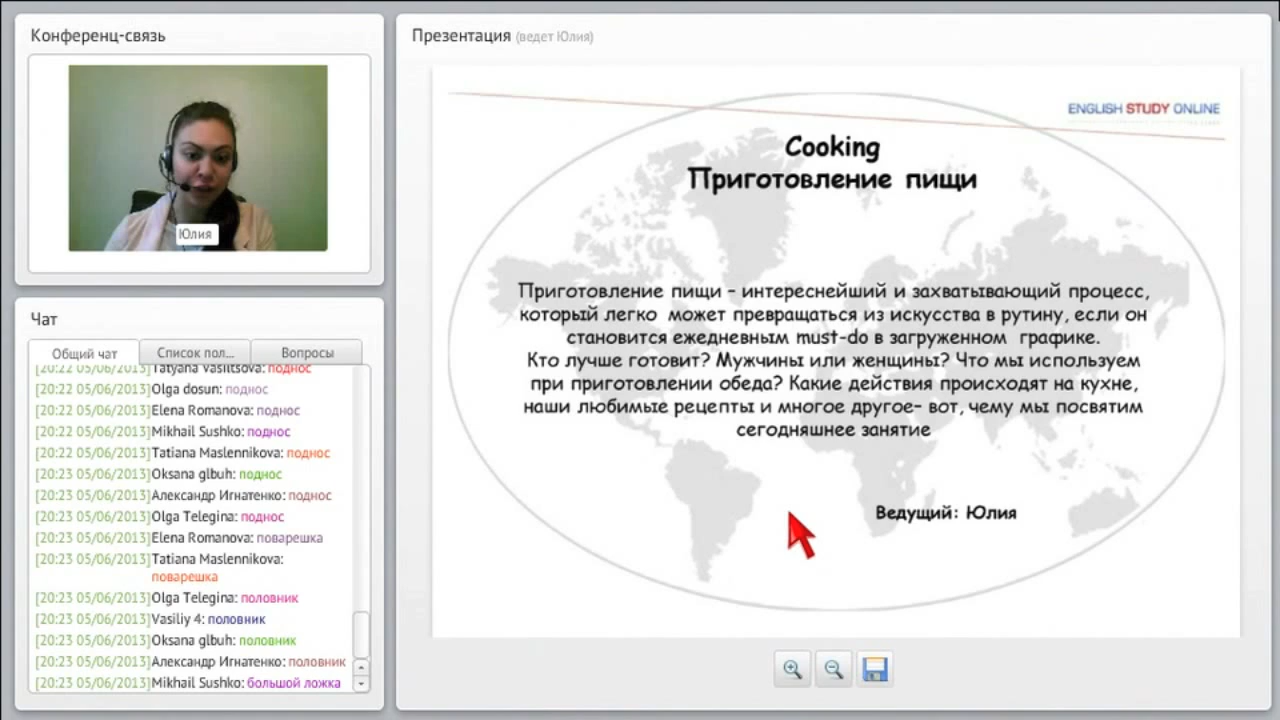 Конференц-связь
Юлия
Чат
Общий чат
Список пол...
Вопросы
[20:22 05/06/2013]Tatyana Vasiltsova: поднос
[20:22 05/06/2013]Olga dosun: поднос
[20:22 05/06/2013]Elena Romanova: поднос
[20:22 05/06/2013]Mikhail Sushko: поднос
[20:22 05/06/2013]Tatiana Maslennikova: поднос
[20:23 05/06/2013]Oksana glbuh: поднос
[20:23 05/06/2013]Александр Игнатенко: поднос
[20:23 05/06/2013]Olga Telegina: поднос
[20:23 05/06/2013]Elena Romanova: поварешка
[20:23 05/06/2013]Tatiana Maslennikova:
поварешка
[20:23 05/06/2013]Olga Telegina: половник
[20:23 05/06/2013]Vasiliy 4: половник
[20:23 05/06/2013]Oksana glbuh: половник
[20:23 05/06/2013]Александр Игнатенко: половник
[20:23 05/06/2013]Mikhail Sushko: большой ложка
Презентация (ведет Юлия)
ENGLISH STUDY ONLINE
Cooking
Приготовление пищи
Приготовление пищи – интереснейший и захватывающий процесс,
который легко может превращаться из искусства в рутину, если он
становится ежедневным must-do в загруженном графике.
Кто лучше готовит? Мужчины или женщины? Что мы используем
при приготовлении обеда? Какие действия происходят на кухне,
наши любимые рецепты и многое другое– вот, чему мы посвятим
сегодняшнее занятие
Ведущий: Юлия